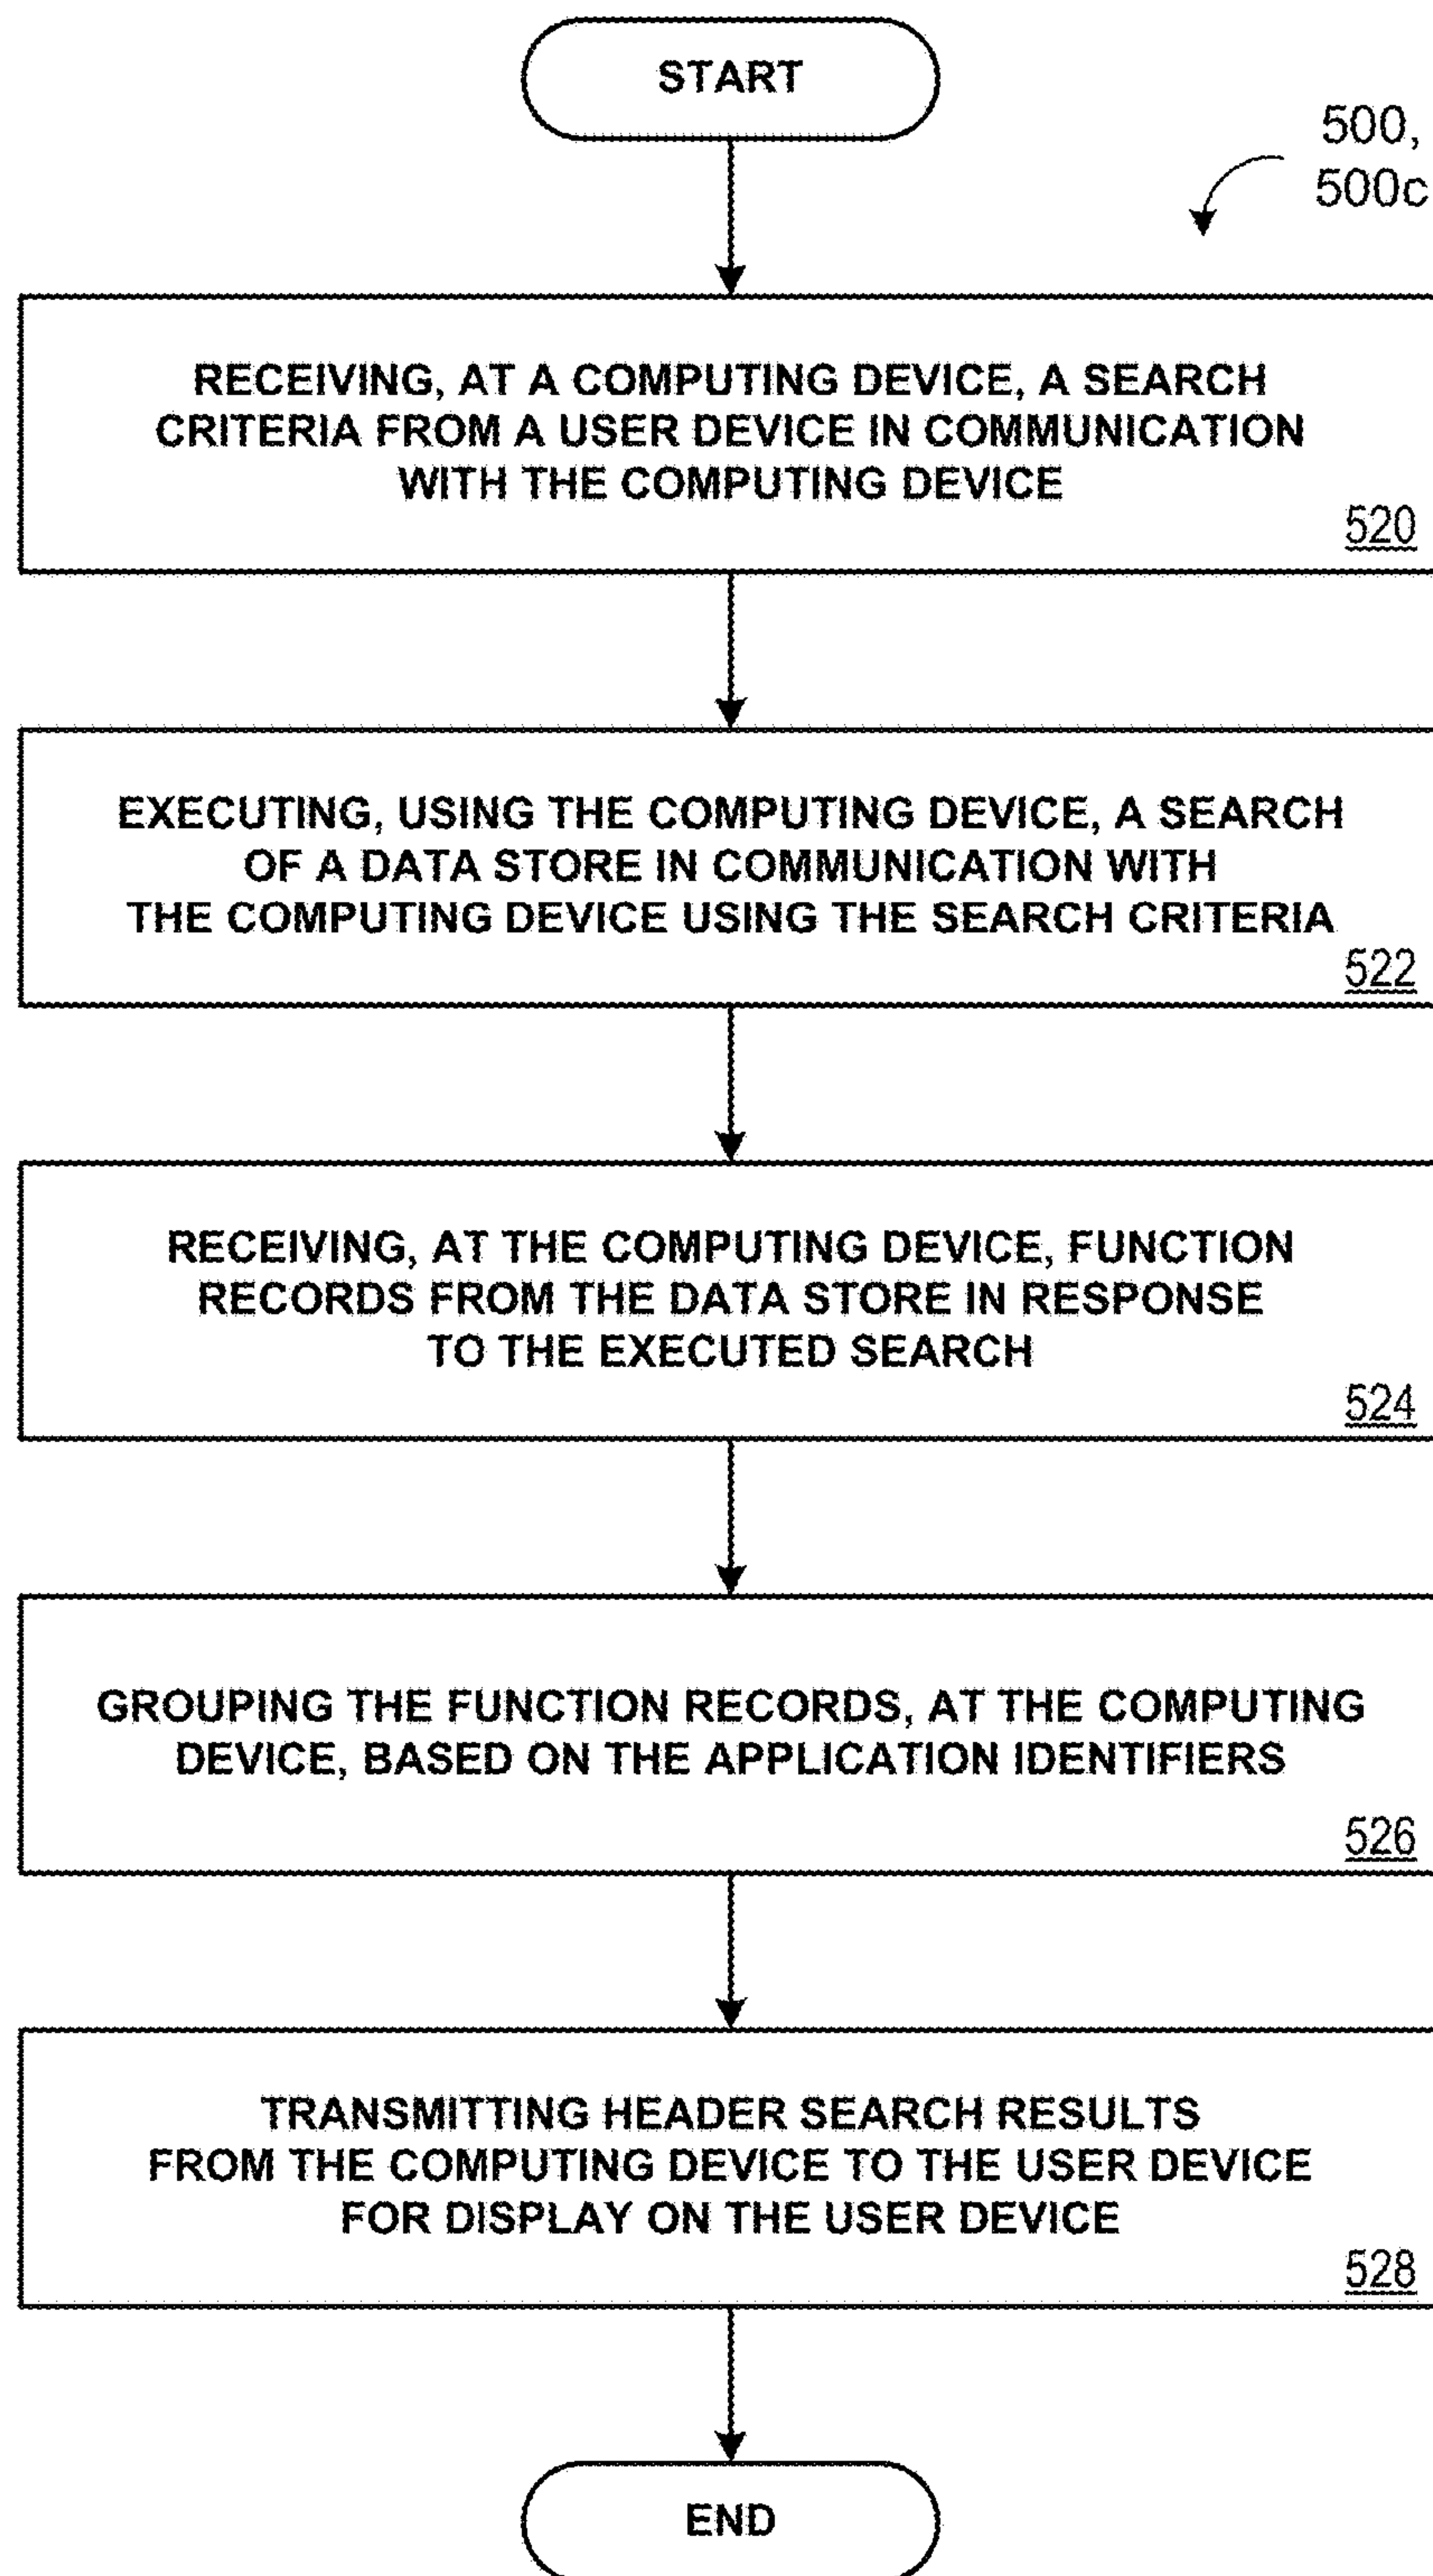 START
500,
500c
RECEIVING, AT A COMPUTING DEVICE, A SEARCH
CRITERIA FROM A USER DEVICE IN COMMUNICATION
WITH THE COMPUTING DEVICE
520
EXECUTING, USING THE COMPUTING DEVICE, A SEARCH
OF A DATA STORE IN COMMUNICATION WITH
THE COMPUTING DEVICE USING THE SEARCH CRITERIA
522
RECEIVING, AT THE COMPUTING DEVICE, FUNCTION
RECORDS FROM THE DATA STORE IN RESPONSE
TO THE EXECUTED SEARCH
524
GROUPING THE FUNCTION RECORDS, AT THE COMPUTING
DEVICE, BASED ON THE APPLICATION IDENTIFIERS
526
TRANSMITTING HEADER SEARCH RESULTS
FROM THE COMPUTING DEVICE TO THE USER DEVICE
FOR DISPLAY ON THE USER DEVICE
528
END